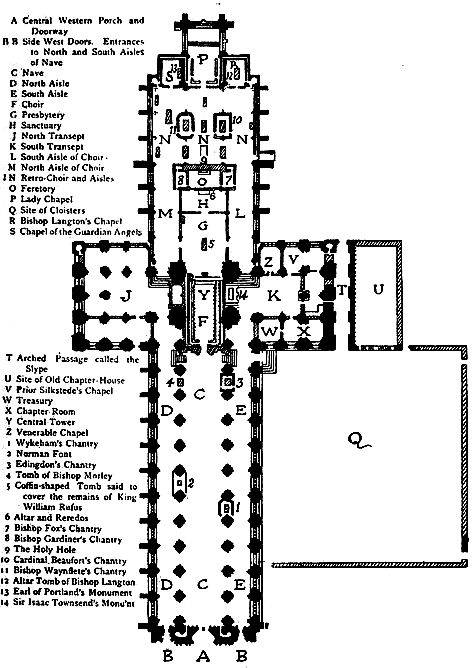 A Central Western Porch and
Doorway
B B Side West Doors. Entrances
to North and South Aisles
of Nave
C Nave
D North Aisle
E South Aisle
F Choir
G Presbytery
H Sanctuary
J North Transept
K South Transept
L South Aisle of Choir
M North Aisle of Choir
N Retro-Choir and Aisles
O Feretory
P Lady Chapel
Q Site of Cloisters
R Bishop Langton's Chapel
S Chapel of the Guardian Angels
P
S
13
R
12
N
N
N
11
10
9
8
O
7
6
H
M
G
L
5
Z
V
J
Y
14
K
T
U
F
W
X
T Arched Passage called the
Slype
U Site of Old Chapter-House
V Prior Silkstede's Chapel
W Treasury
X Chapter-Room
Y Central Tower
Z Venerable Chapel
1 Wykeham's Chantry
2 Norman Font
3 Edingdon's Chantry
4 Tomb of Bishop Morley
5 Coffin-shaped Tomb said to
cover the remains of King
William Rufus
6 Altar and Reredos
7 Bishop Fox's Chantry
8 Bishop Gardiner's Chantry
9 The Holy Hole
10 Cardinal Beaufort's Chantry
11 Bishop Waynflete's Chantry
12 Altar Tomb of Bishop Langton
13 Earl of Portland's Monument
14 Sir Isaac Townsend's Monu'nt
4
C
3
D
E
Q
2
1
D
C
E
B
A
B